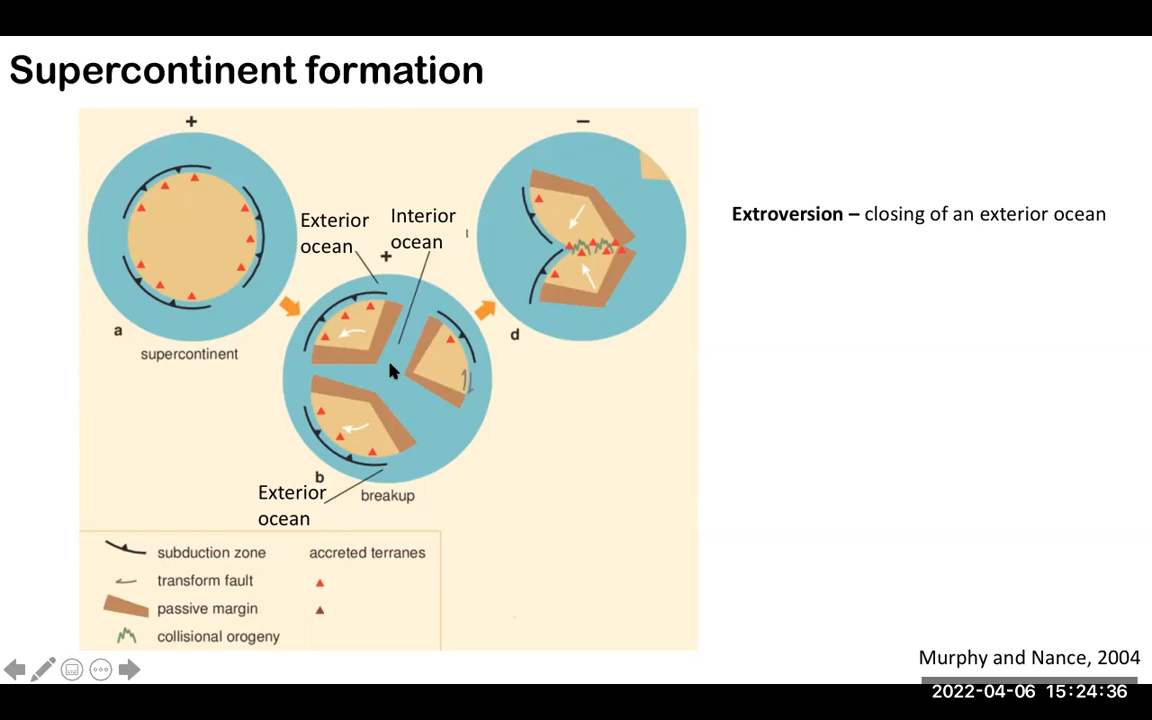 Supercontinent formation
+
–
Exterior
ocean
Interior
ocean
+
Extroversion – closing of an exterior ocean
a
supercontinent
d
b
Exterior
ocean
breakup
subduction zone
accreted terranes
transform fault
passive margin
collisional orogeny
Murphy and Nance, 2004
2022-04-06 15:24:36